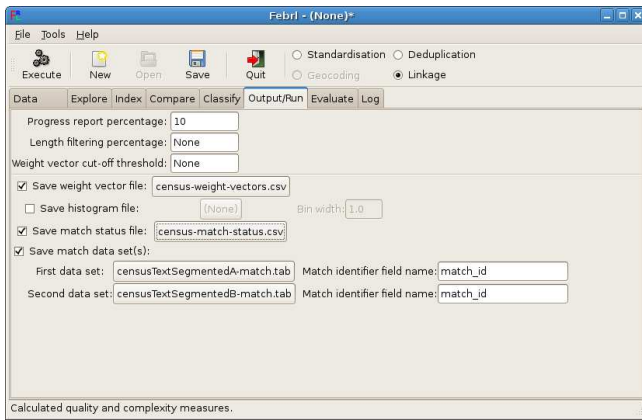 Febrl - (None)*
File Tools Help
Execute New Open Save Quit Standardisation Deduplication
Geocoding Linkage
Data Explore Index Compare Classify Output/Run Evaluate Log
Progress report percentage: 10
Length filtering percentage: None
Weight vector cut-off threshold: None
Save weight vector file: census-weight-vectors.csv
Save histogram file: (None) Bin width: 1.0
Save match status file: census-match-status.csv
Save match data set(s):
First data set: censusTextSegmentedA-match.tab Match identifier field name: match_id
Second data set: censusTextSegmentedB-match.tab Match identifier field name: match_id
Calculated quality and complexity measures.